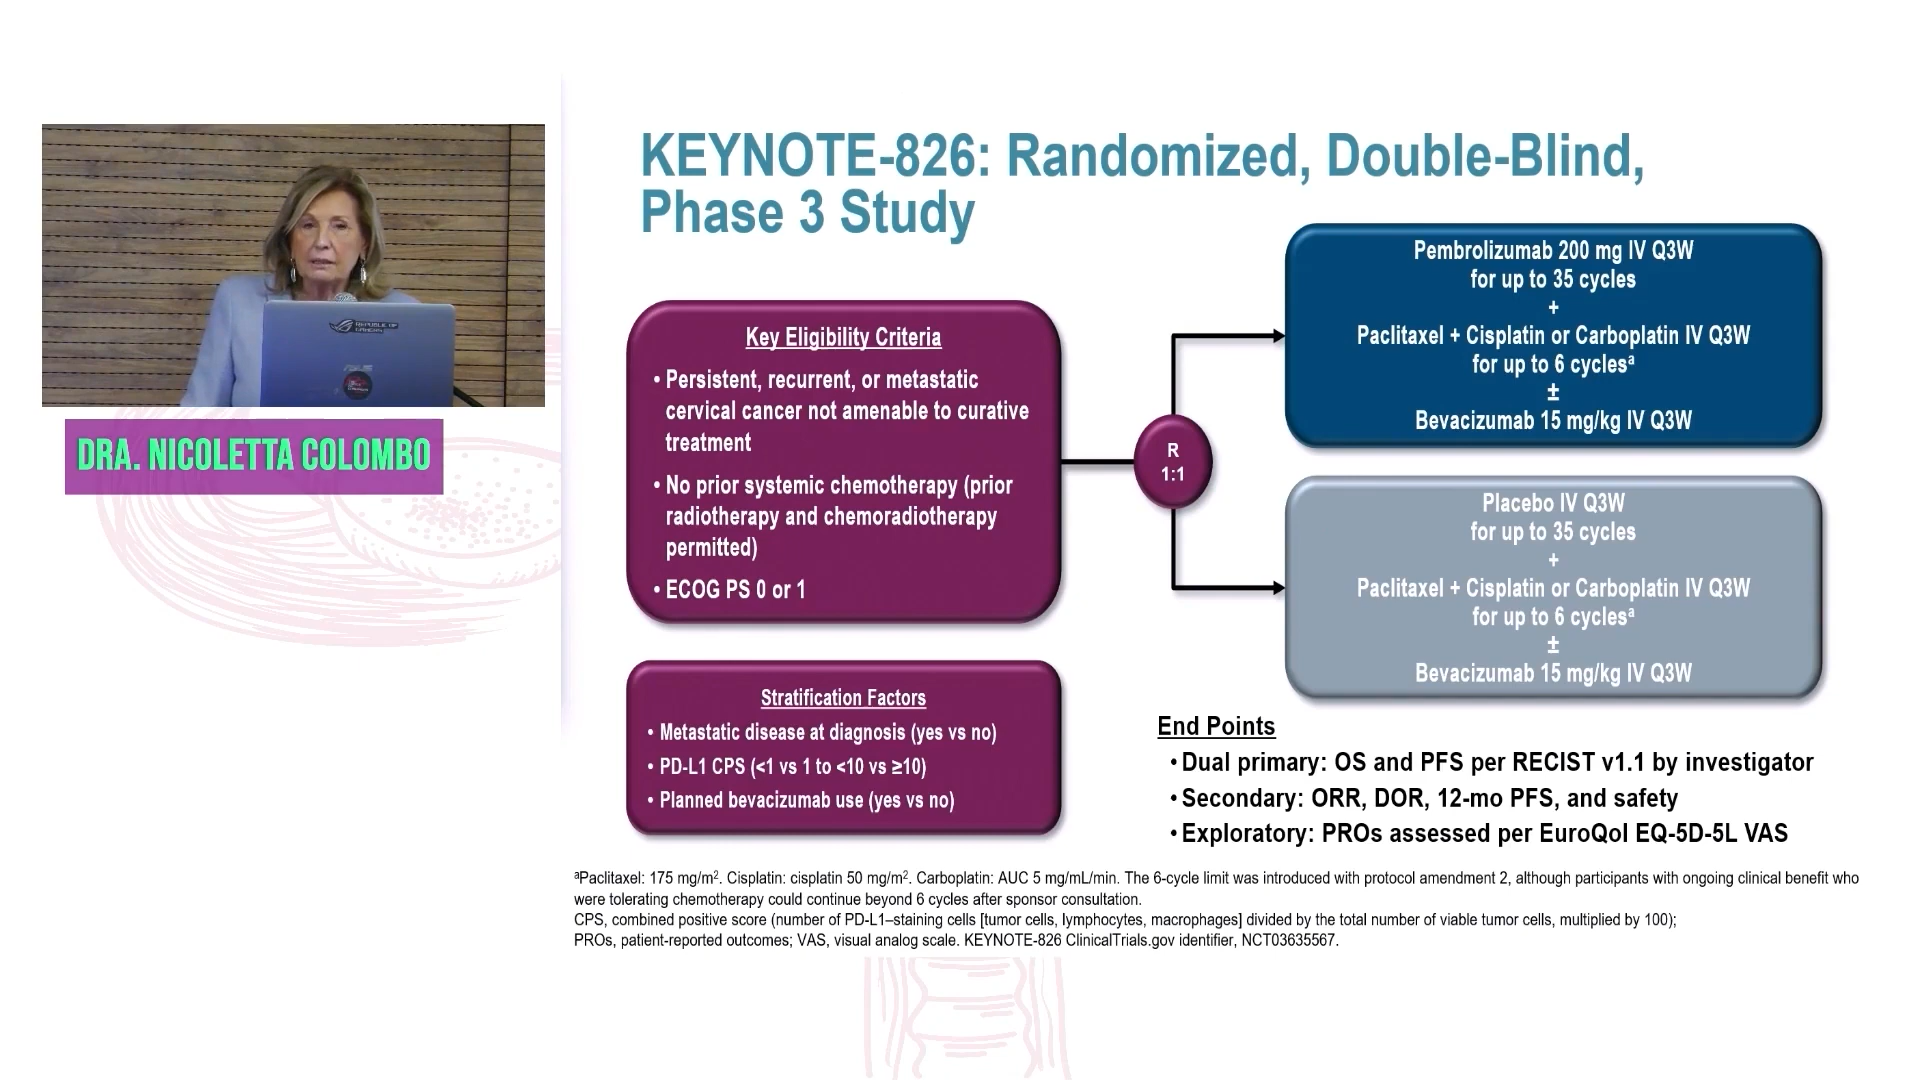 KEYNOTE-826: Randomized, Double-Blind,
Phase 3 Study
REPUBLIC OF
GAMERS
DRA. NICOLETTA COLOMBO
Key Eligibility Criteria
• Persistent, recurrent, or metastatic
cervical cancer not amenable to curative
treatment
• No prior systemic chemotherapy (prior
radiotherapy and chemoradiotherapy
permitted)
• ECOG PS 0 or 1
Stratification Factors
• Metastatic disease at diagnosis (yes vs no)
• PD-L1 CPS (<1 vs 1 to <10 vs ≥10)
• Planned bevacizumab use (yes vs no)
R
1:1
Pembrolizumab 200 mg IV Q3W
for up to 35 cycles
+
Paclitaxel + Cisplatin or Carboplatin IV Q3W
for up to 6 cyclesᵃ
±
Bevacizumab 15 mg/kg IV Q3W
Placebo IV Q3W
for up to 35 cycles
+
Paclitaxel + Cisplatin or Carboplatin IV Q3W
for up to 6 cyclesᵃ
±
Bevacizumab 15 mg/kg IV Q3W
End Points
• Dual primary: OS and PFS per RECIST v1.1 by investigator
• Secondary: ORR, DOR, 12-mo PFS, and safety
• Exploratory: PROs assessed per EuroQol EQ-5D-5L VAS
ᵃPaclitaxel: 175 mg/m². Cisplatin: cisplatin 50 mg/m². Carboplatin: AUC 5 mg/mL/min. The 6-cycle limit was introduced with protocol amendment 2, although participants with ongoing clinical benefit who
were tolerating chemotherapy could continue beyond 6 cycles after sponsor consultation.
CPS, combined positive score (number of PD-L1–staining cells [tumor cells, lymphocytes, macrophages] divided by the total number of viable tumor cells, multiplied by 100);
PROs, patient-reported outcomes; VAS, visual analog scale. KEYNOTE-826 ClinicalTrials.gov identifier, NCT03635567.